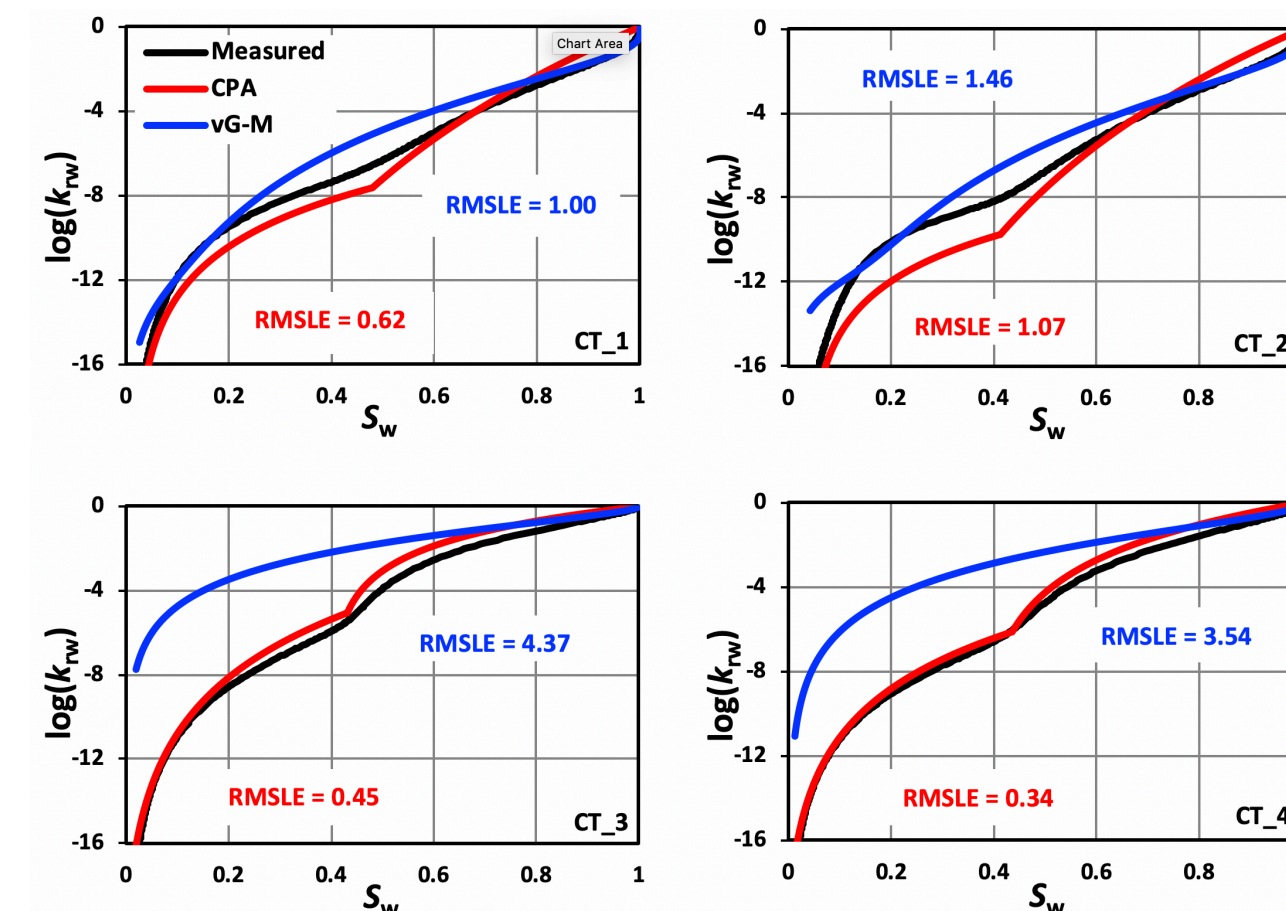 0
-4
-8
-12
-16
log(krw)
Measured
CPA
vG-M
Chart Area
RMSLE = 1.00
RMSLE = 0.62
CT_1
0 0.2 0.4 0.6 0.8 1
Sw
0
-4
-8
-12
-16
log(krw)
RMSLE = 1.46
RMSLE = 1.07
CT_2
0 0.2 0.4 0.6 0.8
Sw
0
-4
-8
-12
-16
log(krw)
RMSLE = 4.37
RMSLE = 0.45
CT_3
0 0.2 0.4 0.6 0.8 1
Sw
0
-4
-8
-12
-16
log(krw)
RMSLE = 3.54
RMSLE = 0.34
CT_4
0 0.2 0.4 0.6 0.8
Sw